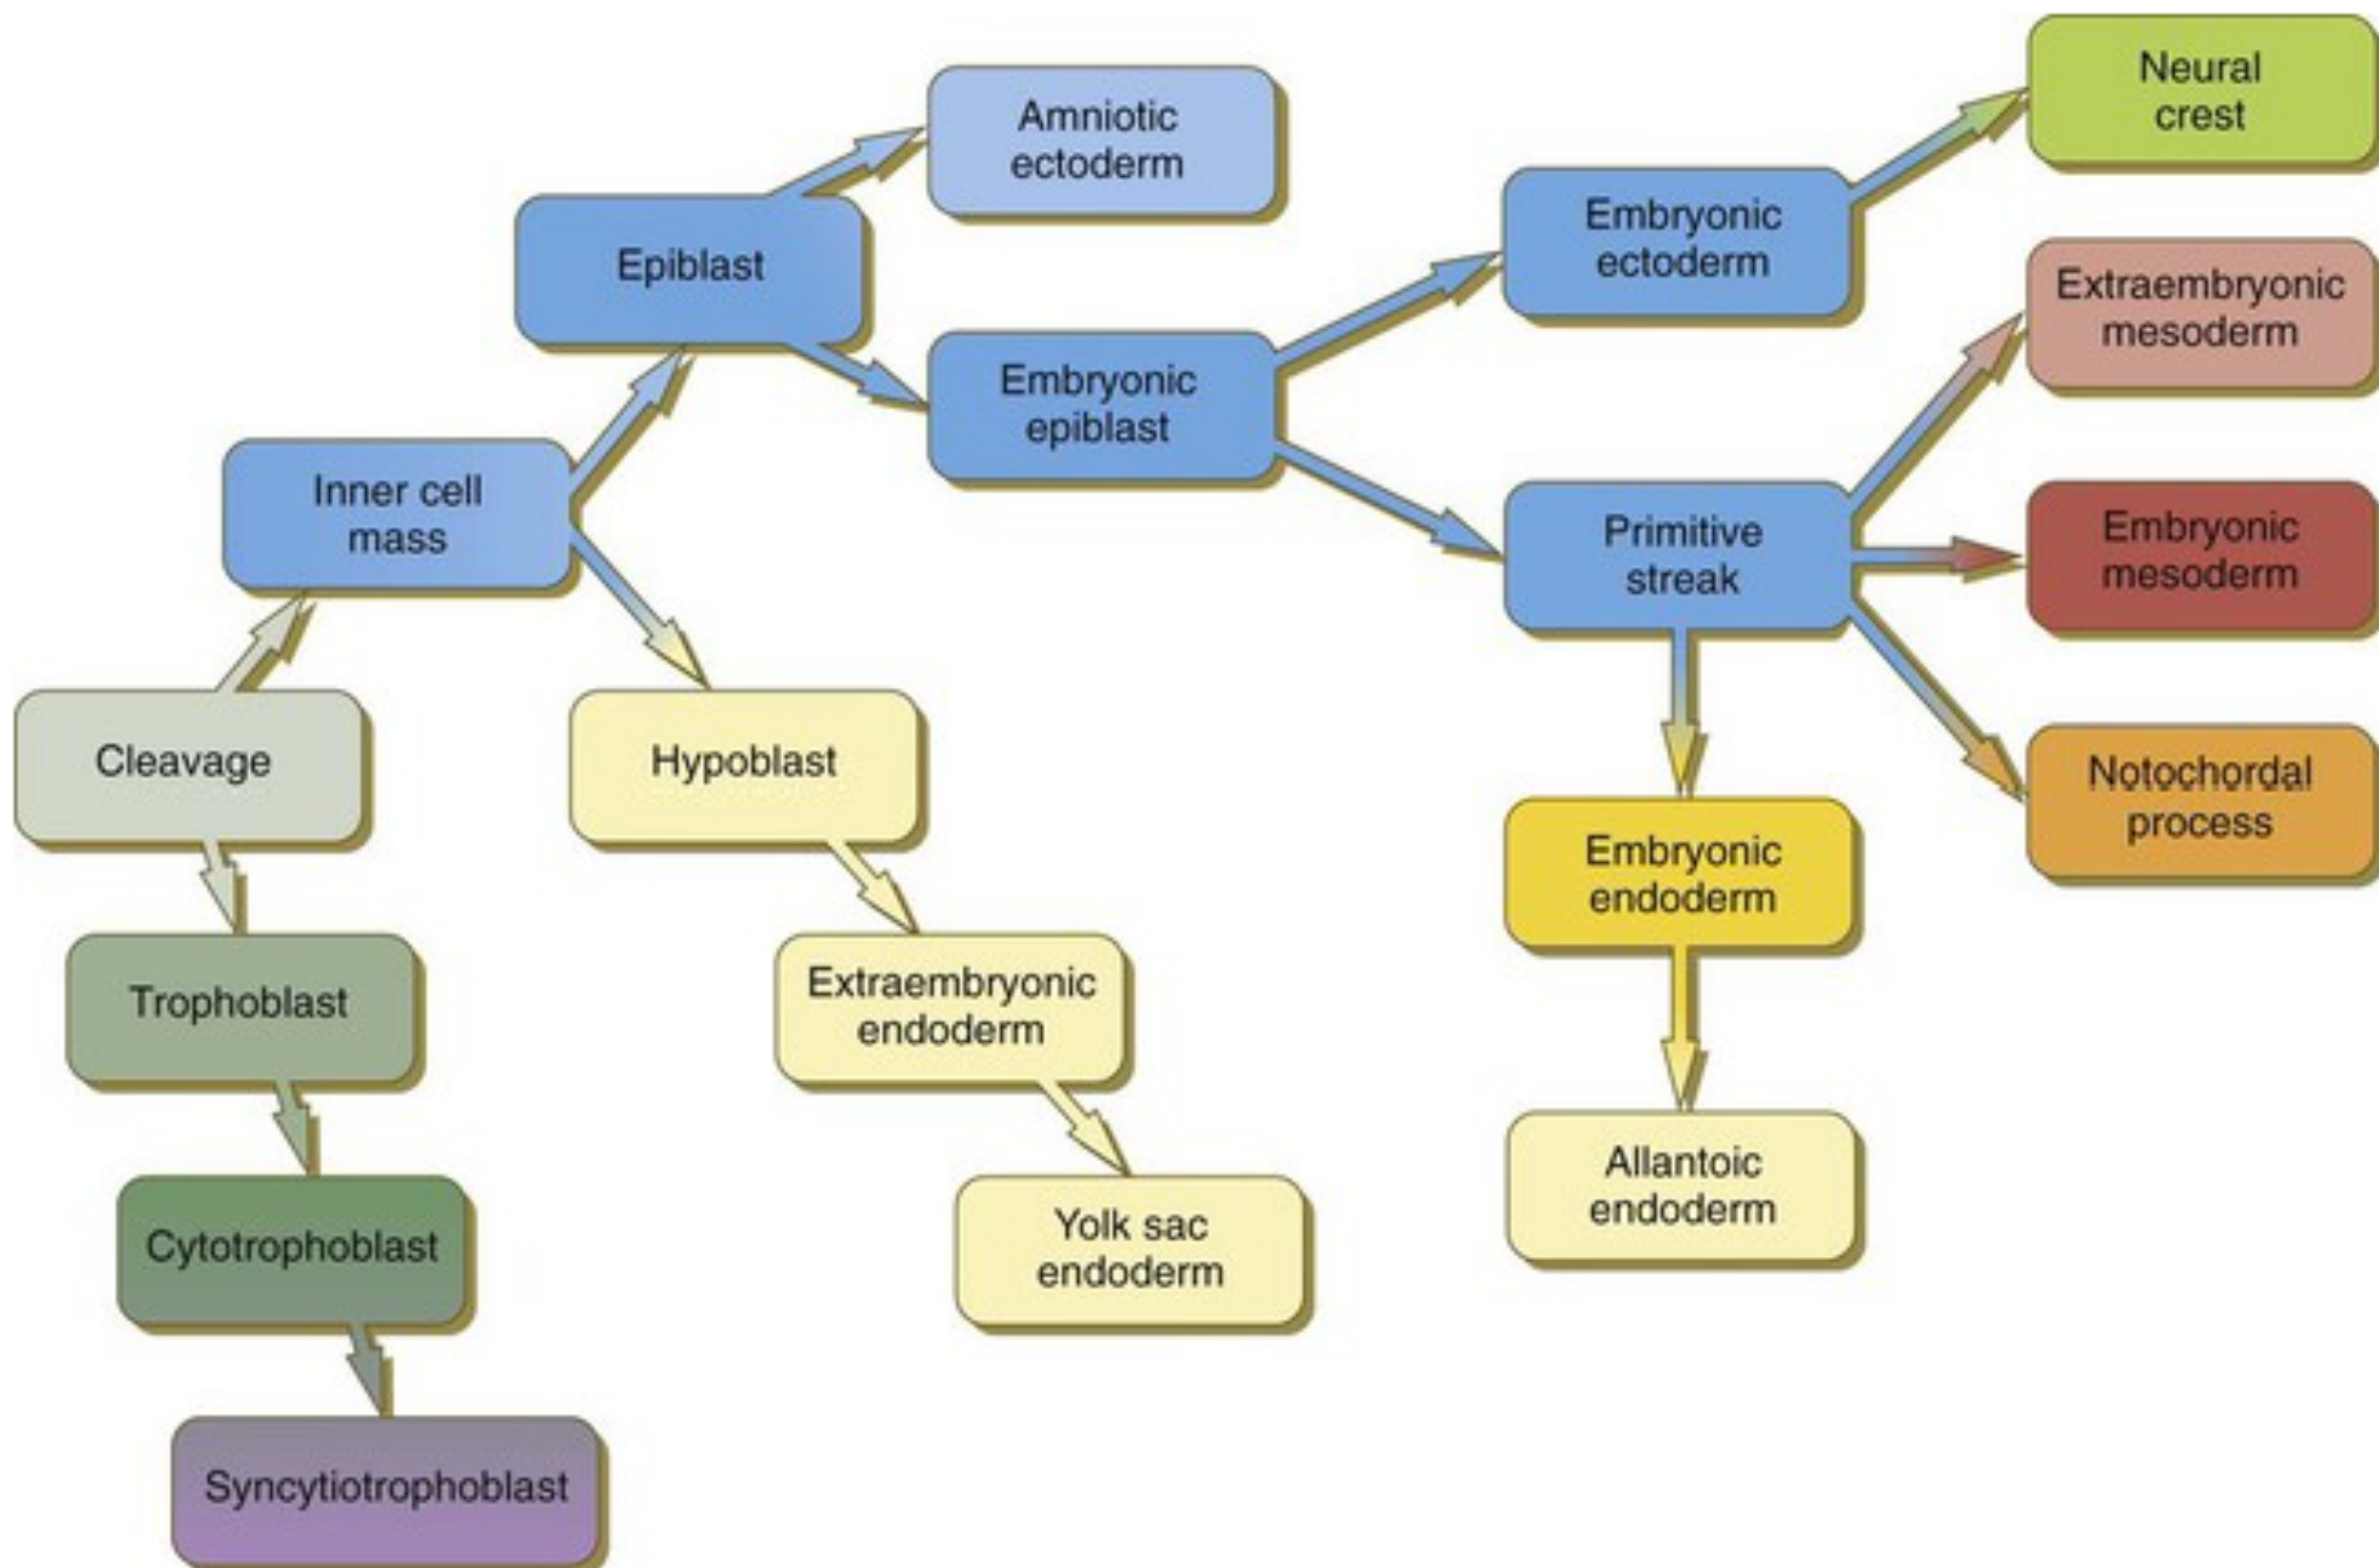 Neural
crest
Amniotic
ectoderm
Embryonic
ectoderm
Epiblast
Extraembryonic
mesoderm
Embryonic
epiblast
Inner cell
mass
Primitive
streak
Embryonic
mesoderm
Cleavage
Hypoblast
Notochordal
process
Embryonic
endoderm
Trophoblast
Extraembryonic
endoderm
Allantoic
endoderm
Cytotrophoblast
Yolk sac
endoderm
Syncytiotrophoblast